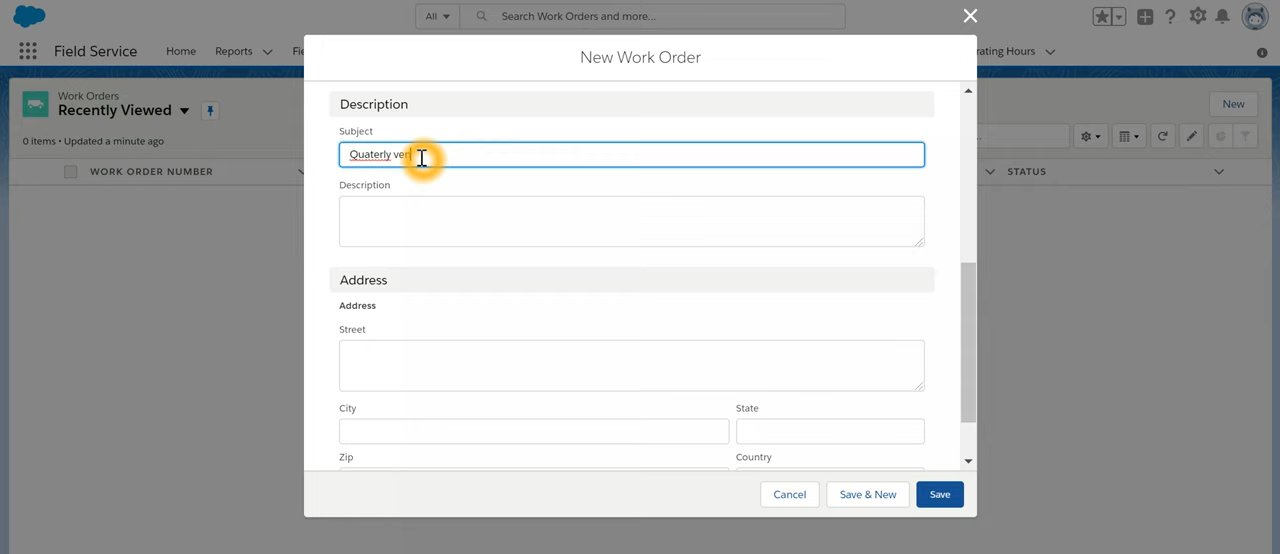 All
Search Work Orders and more...
Field Service
Home
Reports
New Work Order
rating Hours
Work Orders
Recently Viewed
New
0 items • Updated a minute ago
WORK ORDER NUMBER
STATUS
Description
Subject
Quaterly ver
Description
Address
Address
Street
City
State
Zip
Country
Cancel
Save & New
Save